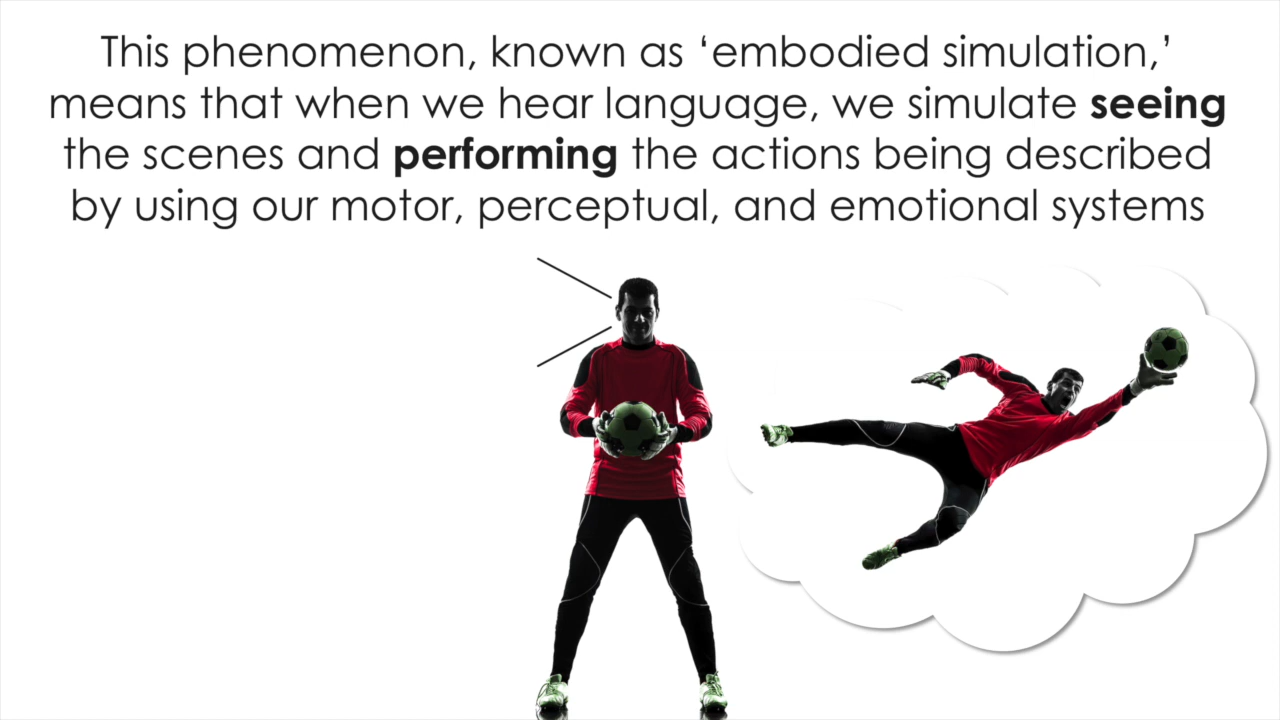 This phenomenon, known as ‘embodied simulation,’
means that when we hear language, we simulate seeing
the scenes and performing the actions being described
by using our motor, perceptual, and emotional systems